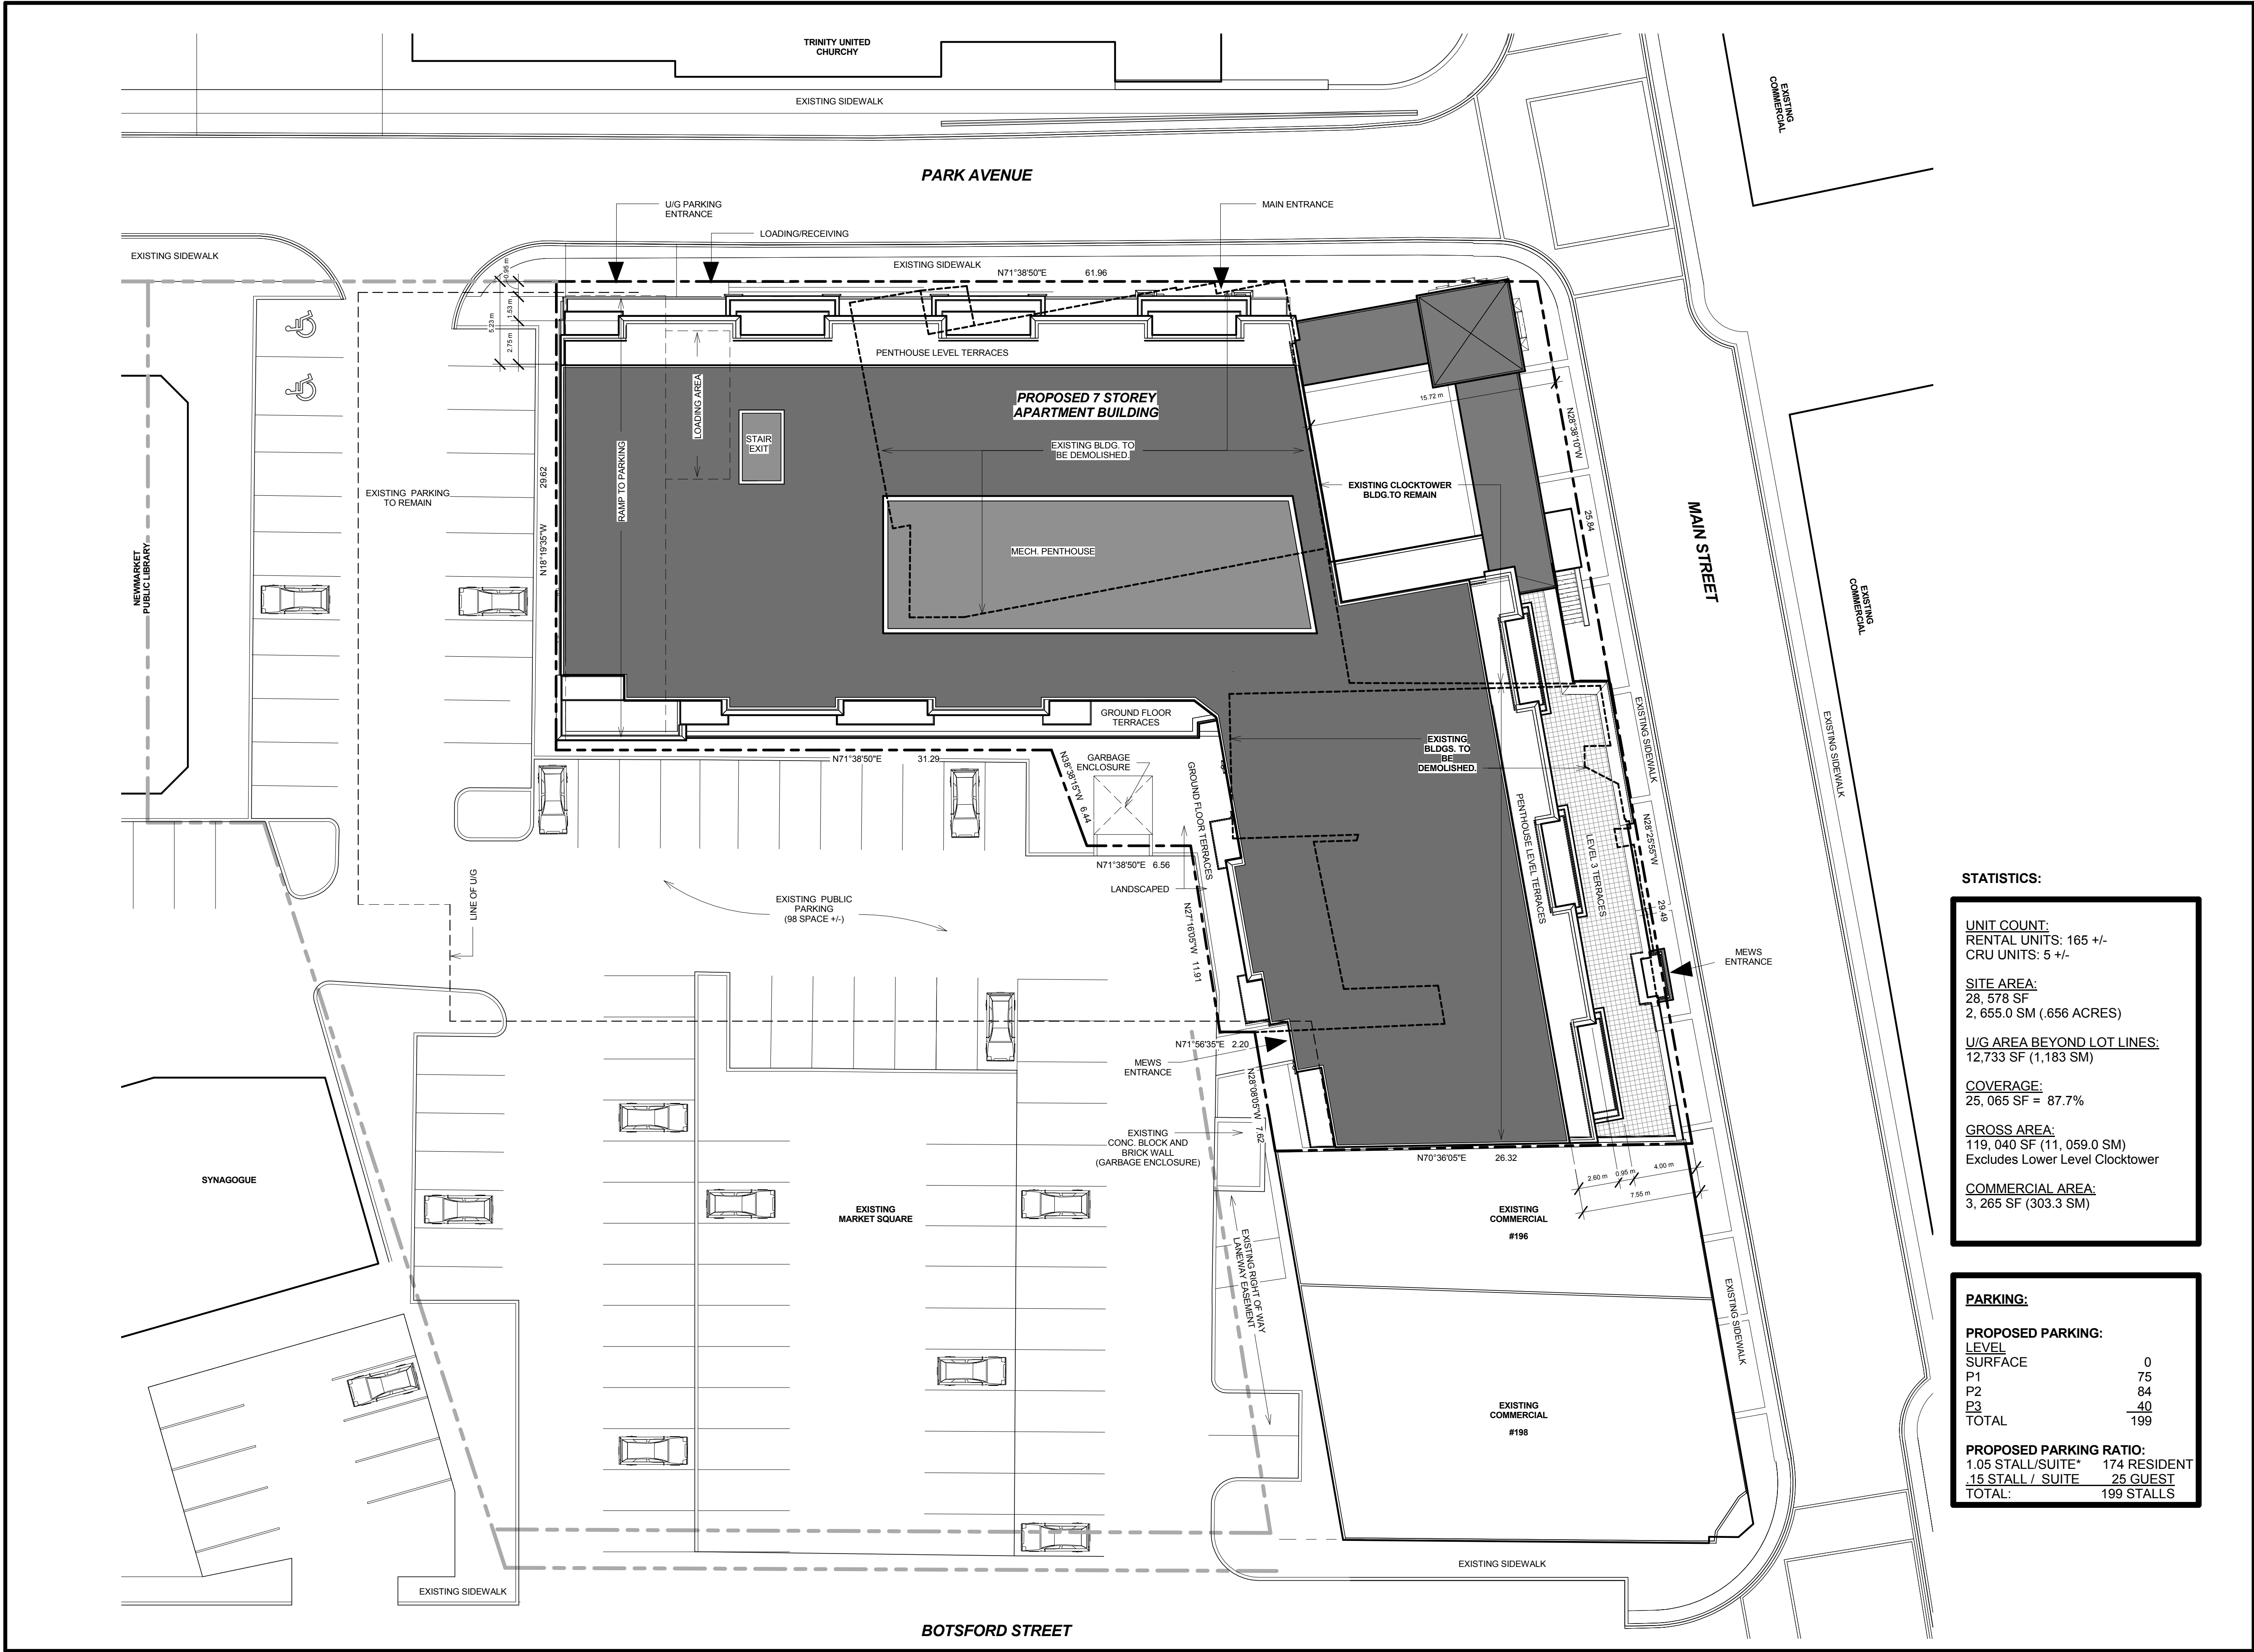 TRINITY UNITED
CHURCHY
EXISTING SIDEWALK
EXISTING
COMMERCIAL
PARK AVENUE
U/G PARKING
ENTRANCE
MAIN ENTRANCE
LOADING/RECEIVING
EXISTING SIDEWALK
EXISTING SIDEWALK
N71°38'50"E 61.96
0.95 m
1.53 m
5.23 m
2.75 m
PENTHOUSE LEVEL TERRACES
PROPOSED 7 STOREY
APARTMENT BUILDING
LOADING AREA
STAIR
EXIT
EXISTING BLDG. TO
BE DEMOLISHED.
RAMP TO PARKING
15.72 m
N28°38'10"W
25.84
EXISTING CLOCKTOWER
BLDG.TO REMAIN
MAIN STREET
EXISTING PARKING
TO REMAIN
29.62
N18°19'35"W
NEWMARKET
PUBLIC LIBRARY
MECH. PENTHOUSE
EXISTING
COMMERCIAL
GROUND FLOOR
TERRACES
EXISTING SIDEWALK
EXISTING SIDEWALK
EXISTING
BLDGS. TO
BE
DEMOLISHED.
N71°38'50"E 31.29
N38°38'15"W 6.44
GARBAGE
ENCLOSURE
GROUND FLOOR TERRACES
PENTHOUSE LEVEL TERRACES
LEVEL 3 TERRACES
N28°25'55"W
29.49
N71°38'50"E 6.56
LANDSCAPED
LINE OF U/G
EXISTING PUBLIC
PARKING
(98 SPACE +/-)
N27°16'05"W 11.91
MEWS
ENTRANCE
N71°56'35"E 2.20
MEWS
ENTRANCE
N28°08'05"W 7.62
EXISTING
CONC. BLOCK AND
BRICK WALL
(GARBAGE ENCLOSURE)
N70°36'05"E 26.32
2.60 m 0.95 m 4.00 m
7.55 m
SYNAGOGUE
EXISTING
MARKET SQUARE
EXISTING RIGHT OF WAY
LANEWAY EASEMENT
EXISTING
COMMERCIAL
#196
EXISTING SIDEWALK
EXISTING
COMMERCIAL
#198
EXISTING SIDEWALK
EXISTING SIDEWALK
BOTSFORD STREET
STATISTICS:
UNIT COUNT:
RENTAL UNITS: 165 +/-
CRU UNITS: 5 +/-
SITE AREA:
28, 578 SF
2, 655.0 SM (.656 ACRES)
U/G AREA BEYOND LOT LINES:
12,733 SF (1,183 SM)
COVERAGE:
25, 065 SF = 87.7%
GROSS AREA:
119, 040 SF (11, 059.0 SM)
Excludes Lower Level Clocktower
COMMERCIAL AREA:
3, 265 SF (303.3 SM)
PARKING:
PROPOSED PARKING:
LEVEL
SURFACE 0
P1 75
P2 84
P3 40
TOTAL 199
PROPOSED PARKING RATIO:
1.05 STALL/SUITE* 174 RESIDENT
.15 STALL / SUITE 25 GUEST
TOTAL: 199 STALLS